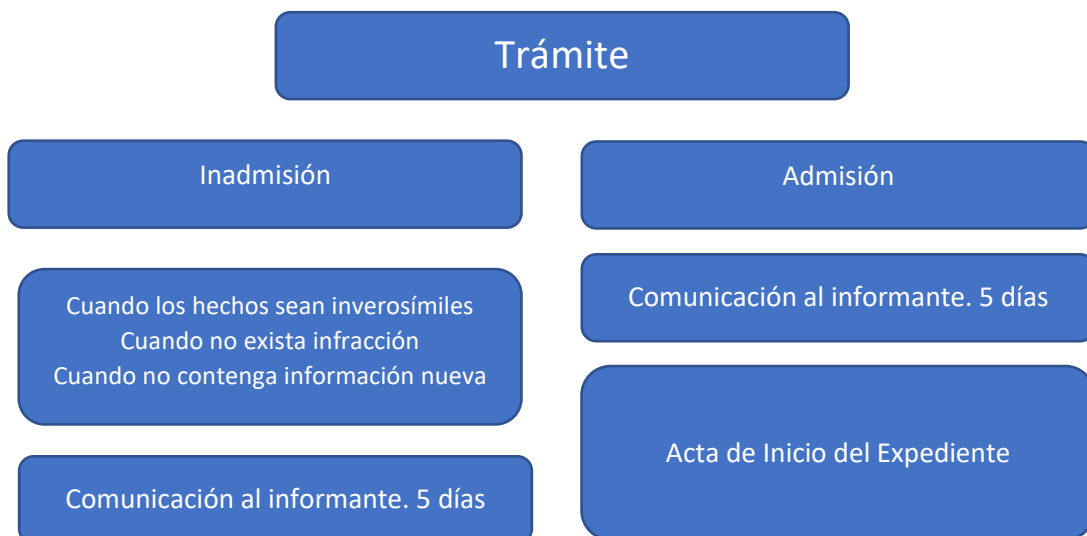 Trámite
Inadmisión
Cuando los hechos sean inverosímiles
Cuando no exista infracción
Cuando no contenga información nueva
Comunicación al informante. 5 días
Admisión
Comunicación al informante. 5 días
Acta de Inicio del Expediente